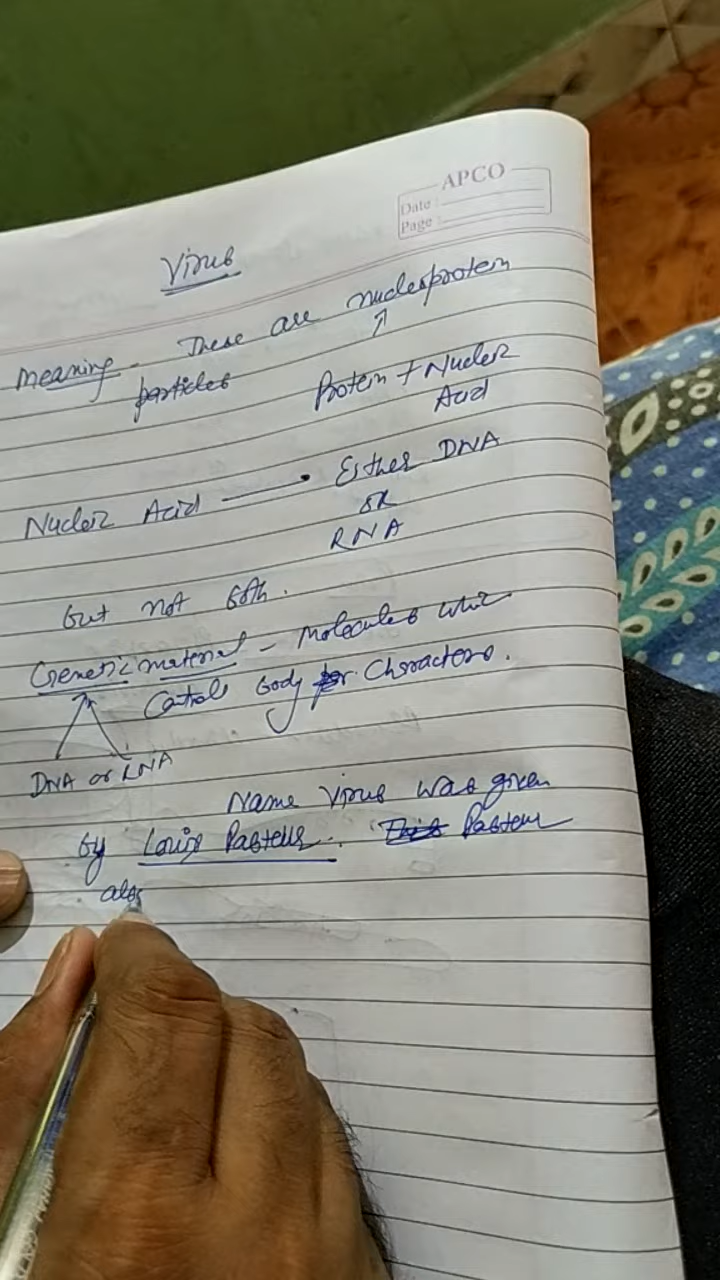 APCO
Date :
Page :
Virus
Meaning - These are nucleoprotein
particles
Protein + Nucleic
Acid
Nucleic Acid Either DNA
OR
RNA
but not both.
Genetic material - Molecules which
Controls body Characters.
DNA or RNA
Name Virus was given
by Louis Pasteur. This Pasteur
also